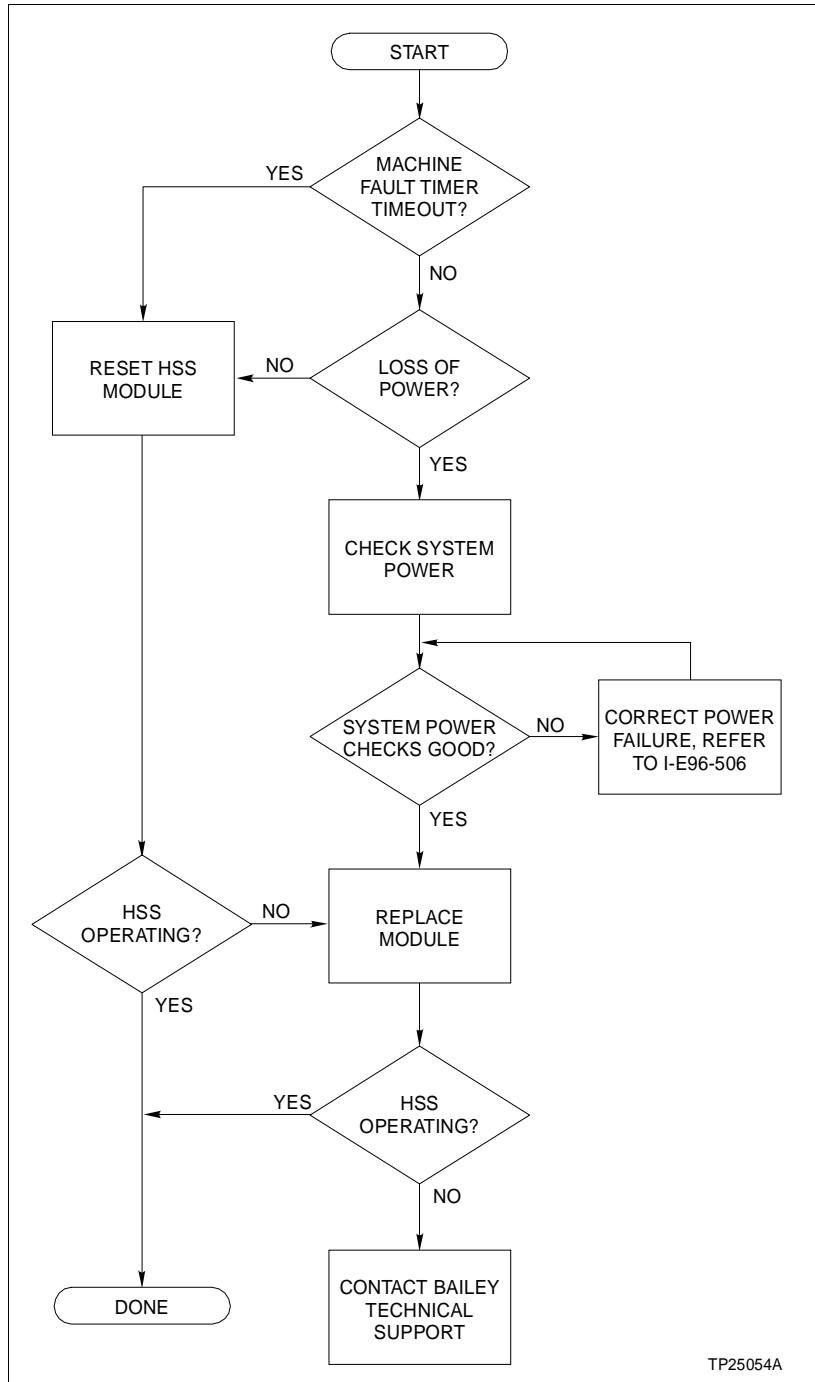 START
MACHINE
FAULT TIMER
TIMEOUT?
YES
NO
RESET HSS
MODULE
NO
LOSS OF
POWER?
YES
CHECK SYSTEM
POWER
SYSTEM POWER
CHECKS GOOD?
NO
CORRECT POWER
FAILURE, REFER
TO I-E96-506
YES
HSS
OPERATING?
NO
REPLACE
MODULE
YES
YES
HSS
OPERATING?
NO
DONE
CONTACT BAILEY
TECHNICAL
SUPPORT
TP25054A